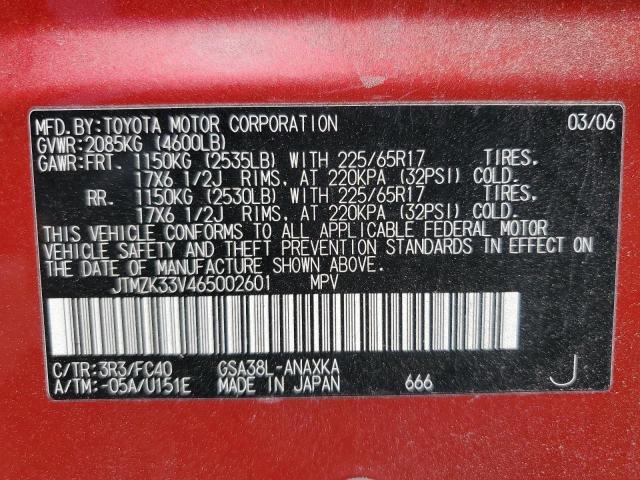 MFD.BY:TOYOTA MOTOR CORPORATION 03/06
GVWR:2085KG (4600LB)
GAWR:FRT. 1150KG (2535LB) WITH 225/65R17 TIRES.
17X6 1/2J RIMS, AT 220KPA (32PSI) COLD.
RR. 1150KG (2530LB) WITH 225/65R17 TIRES.
17X6 1/2J RIMS, AT 220KPA (32PSI) COLD.
THIS VEHICLE CONFORMS TO ALL APPLICABLE FEDERAL MOTOR
VEHICLE SAFETY AND THEFT PREVENTION STANDARDS IN EFFECT ON
THE DATE OF MANUFACTURE SHOWN ABOVE.
JTMZK33V465002601 MPV
C/TR:3R3/FC40 GSA38L-ANAXKA
A/TM:-05A/U151E MADE IN JAPAN 666 J